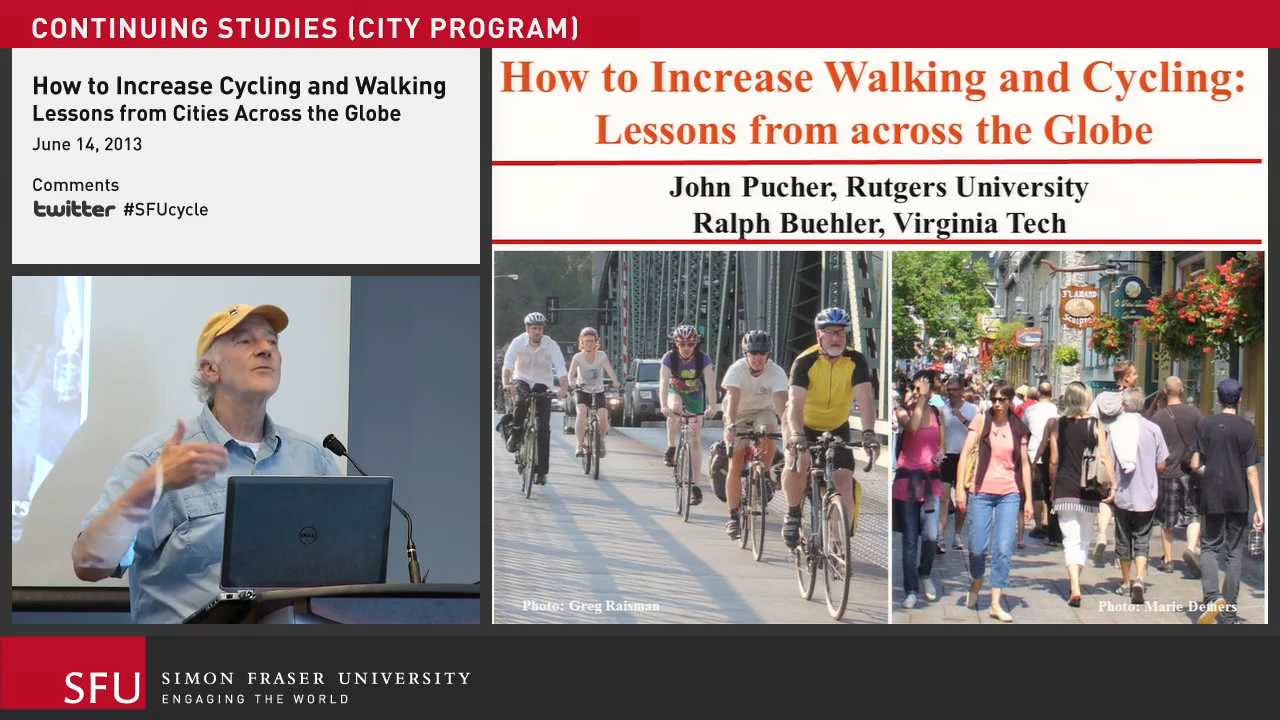 CONTINUING STUDIES (CITY PROGRAM)
How to Increase Cycling and Walking
Lessons from Cities Across the Globe
June 14, 2013
Comments
twitter #SFUcycle
How to Increase Walking and Cycling:
Lessons from across the Globe
John Pucher, Rutgers University
Ralph Buehler, Virginia Tech
FLAMAND
Photo: Greg Raisman
Photo: Marie Demers
DELL
SFU
SIMON FRASER UNIVERSITY
ENGAGING THE WORLD